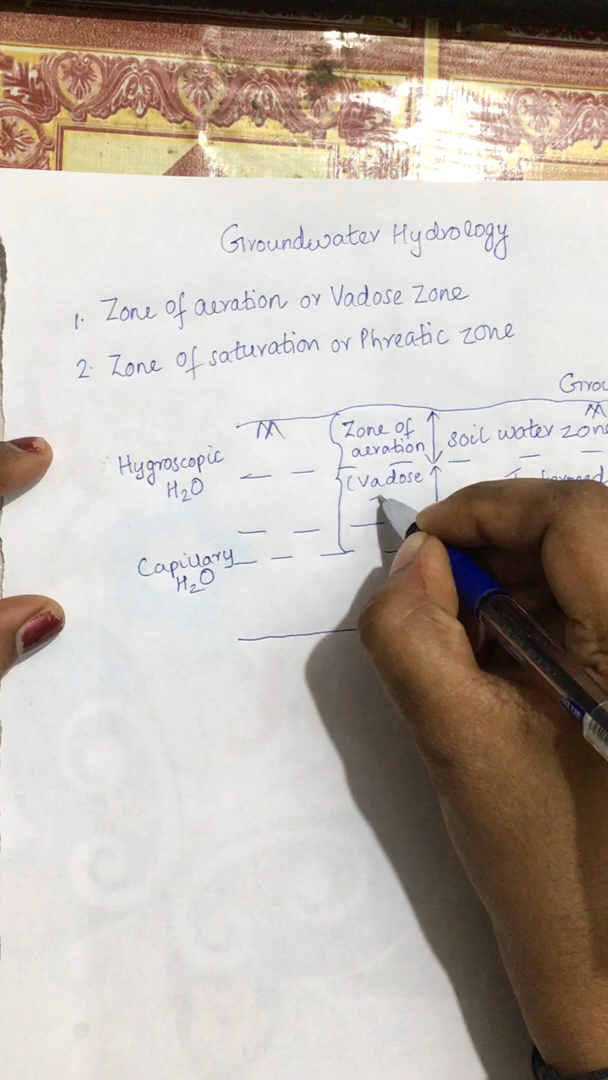 Groundwater Hydrology
1. Zone of aeration or Vadose Zone
2. Zone of saturation or Phreatic zone
Grou
Zone of
aeration
soil water zone
Hygroscopic
H2O
(Vadose
Capillary
H2O